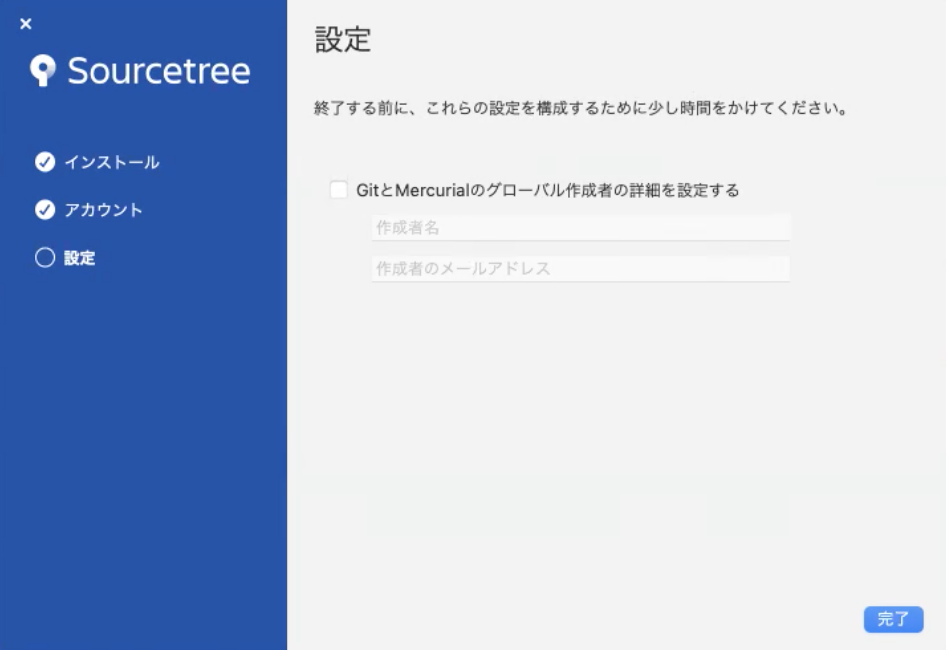 Sourcetree
インストール
アカウント
設定
設定
終了する前に、これらの設定を構成するために少し時間をかけてください。
GitとMercurialのグローバル作成者の詳細を設定する
作成者名
作成者のメールアドレス
完了